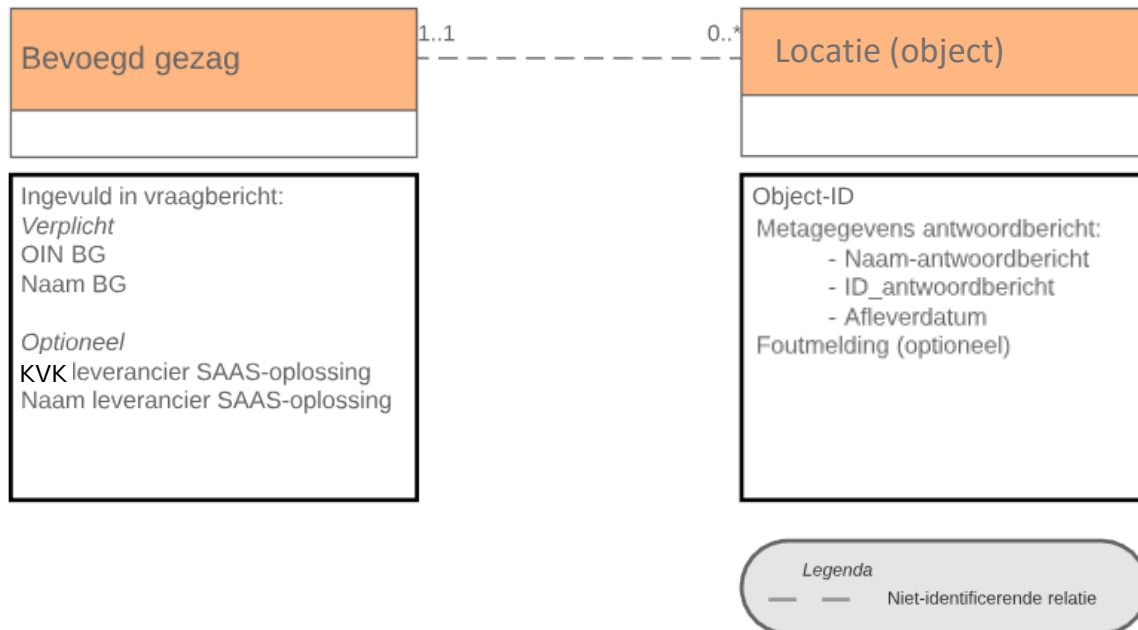 Bevoegd gezag
1..1
0..*
Locatie (object)
Ingevuld in vraagbericht:
Verplicht
OIN BG
Naam BG
Optioneel
KVK leverancier SAAS-oplossing
Naam leverancier SAAS-oplossing
Object-ID
Metagegevens antwoordbericht:
- Naam-antwoordbericht
- ID_antwoordbericht
- Afleverdatum
Foutmelding (optioneel)
Legenda
Niet-identificerende relatie